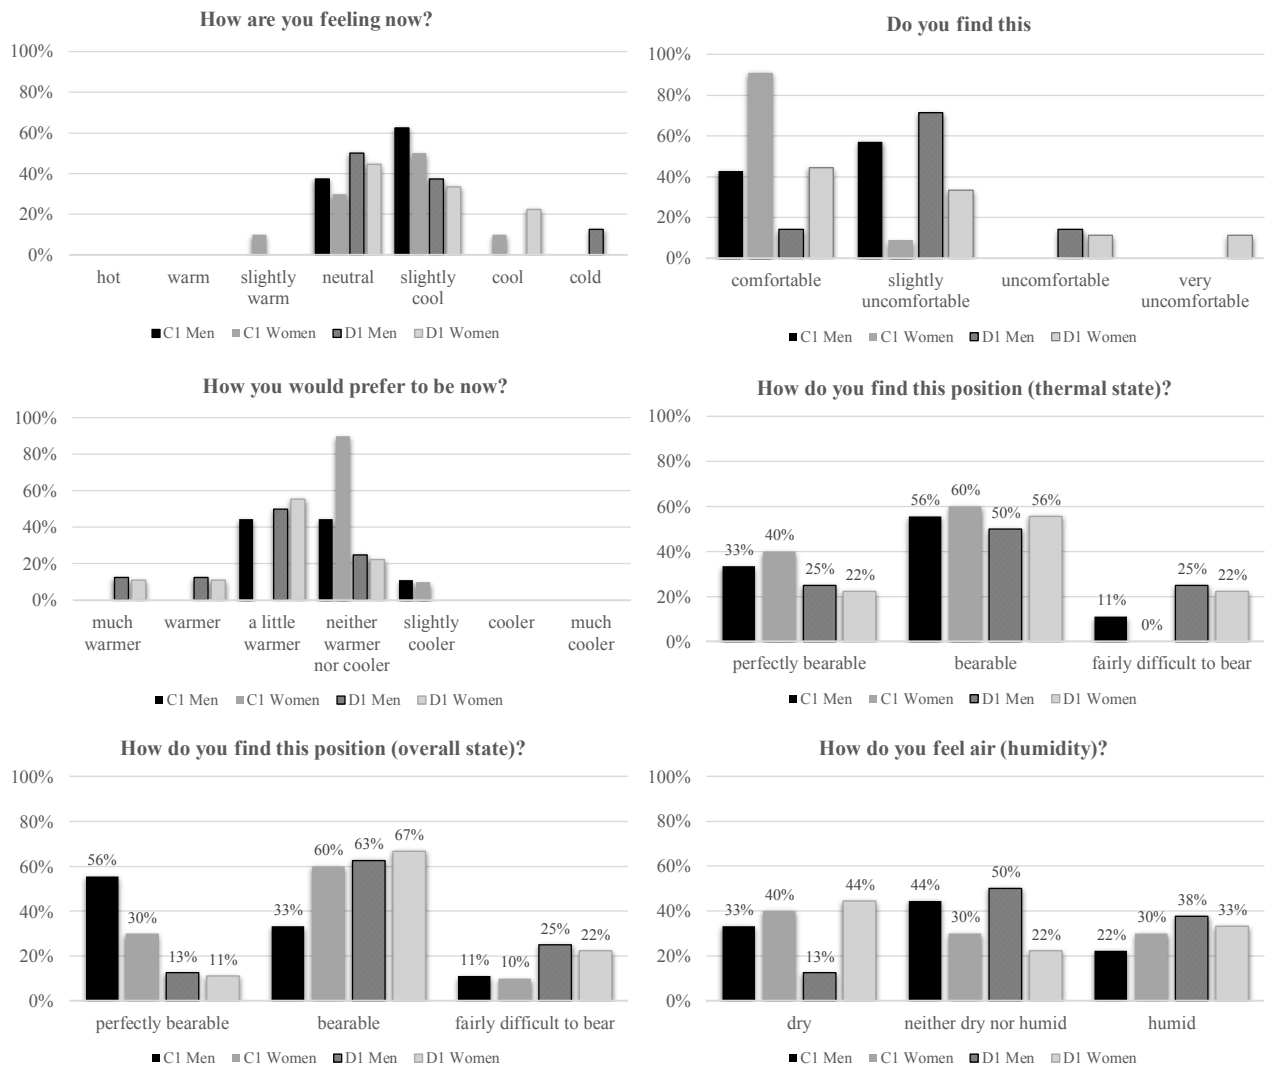 How are you feeling now?
100%
80%
60%
40%
20%
0%
hot warm slightly warm neutral slightly cool cool cold
C1 Men C1 Women D1 Men D1 Women
Do you find this
100%
80%
60%
40%
20%
0%
comfortable slightly uncomfortable uncomfortable very uncomfortable
C1 Men C1 Women D1 Men D1 Women
How you would prefer to be now?
100%
80%
60%
40%
20%
0%
much warmer warmer a little warmer neither warmer nor cooler slightly cooler cooler much cooler
C1 Men C1 Women D1 Men D1 Women
How do you find this position (thermal state)?
100%
80%
60%
40%
20%
0%
33% 40% 25% 22% 56% 60% 50% 56% 11% 0% 25% 22%
perfectly bearable bearable fairly difficult to bear
C1 Men C1 Women D1 Men D1 Women
How do you find this position (overall state)?
100%
80%
60%
40%
20%
0%
56% 30% 13% 11% 33% 60% 63% 67% 11% 10% 25% 22%
perfectly bearable bearable fairly difficult to bear
C1 Men C1 Women D1 Men D1 Women
How do you feel air (humidity)?
100%
80%
60%
40%
20%
0%
33% 40% 13% 44% 44% 30% 50% 22% 22% 30% 38% 33%
dry neither dry nor humid humid
C1 Men C1 Women D1 Men D1 Women